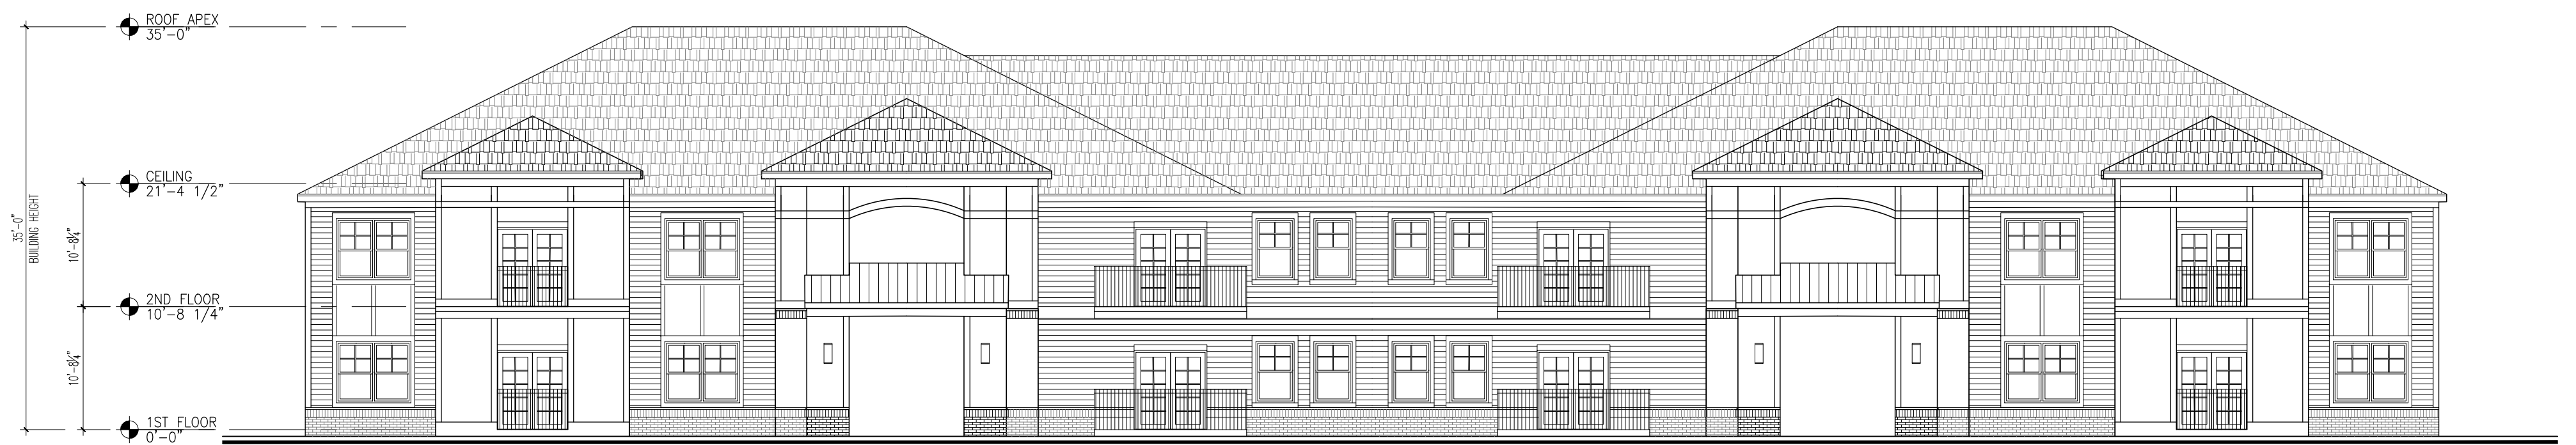 ROOF APEX
35'-0"
CEILING
21'-4 1/2"
35'-0"
BUILDING HEIGHT
10'-8¼"
2ND FLOOR
10'-8 1/4"
10'-8¼"
1ST FLOOR
0'-0"